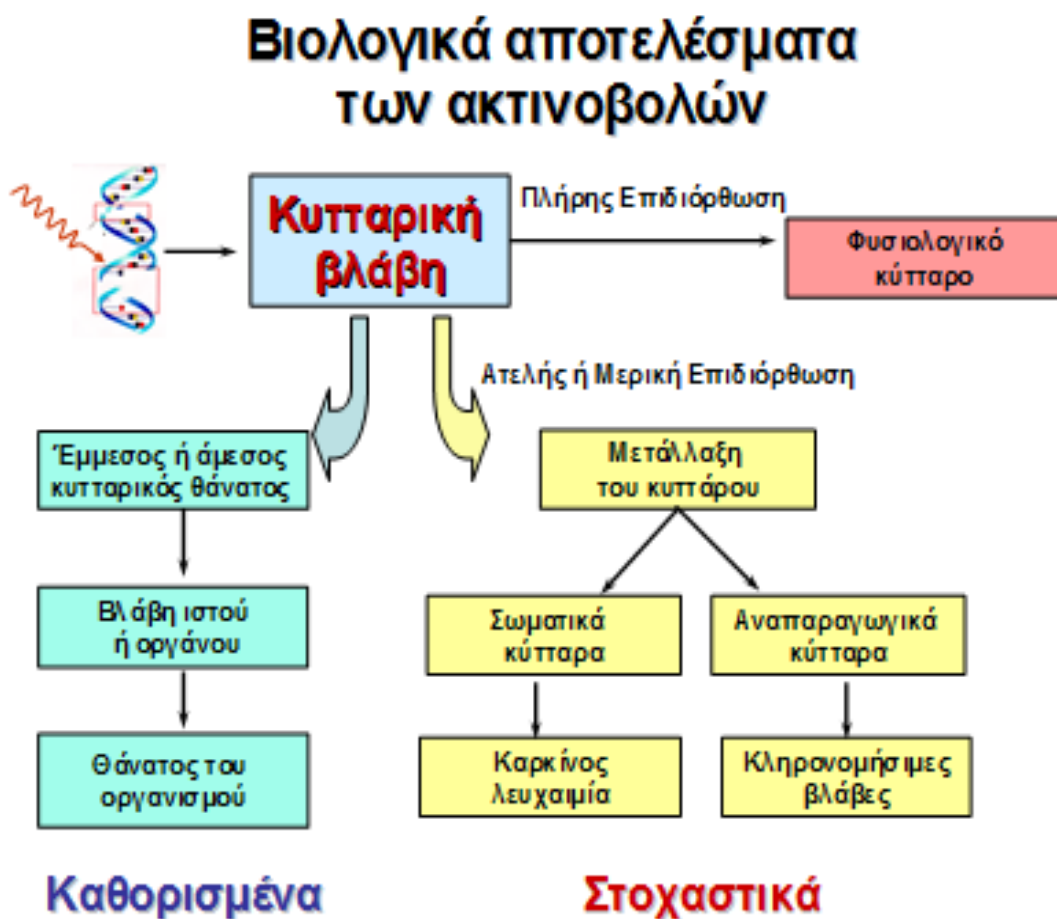 Βιολογικά αποτελέσματα
των ακτινοβολών
Κυτταρική
βλάβη
Πλήρης Επιδιόρθωση
Φυσιολογικό
κύτταρο
Ατελής ή Μερική Επιδιόρθωση
Έμμεσος ή άμεσος
κυτταρικός θάνατος
Μετάλλαξη
του κυττάρου
Βλάβη ιστού
ή οργάνου
Σωματικά
κύτταρα
Αναπαραγωγικά
κύτταρα
Θάνατος του
οργανισμού
Καρκίνος
λευχαιμία
Κληρονομήσιμες
βλάβες
Καθορισμένα
Στοχαστικά